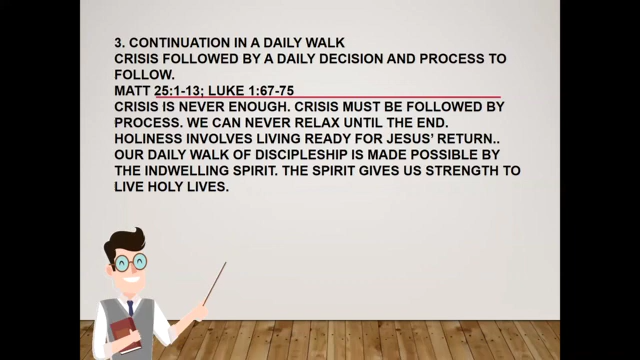 3. CONTINUATION IN A DAILY WALK
CRISIS FOLLOWED BY A DAILY DECISION AND PROCESS TO
FOLLOW.
MATT 25:1-13; LUKE 1:67-75
CRISIS IS NEVER ENOUGH. CRISIS MUST BE FOLLOWED BY
PROCESS. WE CAN NEVER RELAX UNTIL THE END.
HOLINESS INVOLVES LIVING READY FOR JESUS' RETURN..
OUR DAILY WALK OF DISCIPLESHIP IS MADE POSSIBLE BY
THE INDWELLING SPIRIT. THE SPIRIT GIVES US STRENGTH TO
LIVE HOLY LIVES.